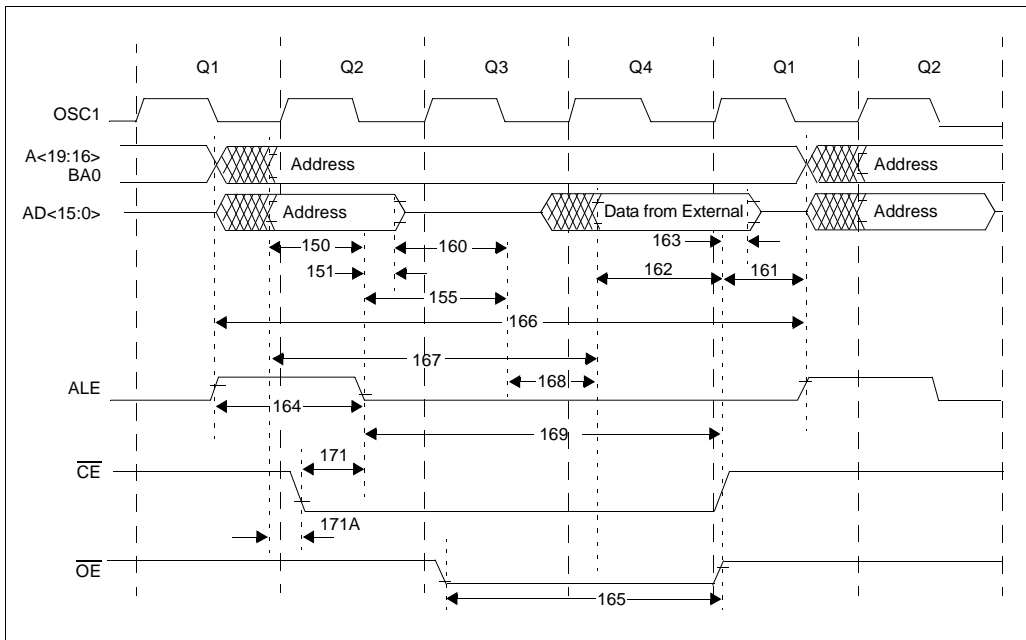 Q1 Q2 Q3 Q4 Q1 Q2
OSC1
A<19:16>
BA0
Address Address
AD<15:0>
Address Data from External Address
150 160 163
151 162 161
155
166
167
168
ALE
164
169
171
CE
171A
OE
165